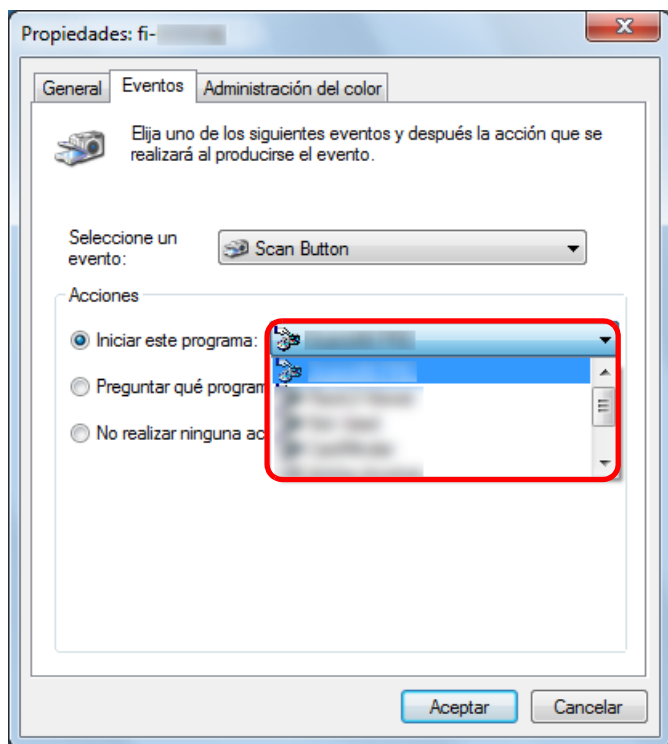 Propiedades: fi-
General
Eventos
Administración del color
Elija uno de los siguientes eventos y después la acción que se
realizará al producirse el evento.
Seleccione un
evento:
Scan Button
Acciones
Iniciar este programa:
Preguntar qué program
No realizar ninguna ac
Aceptar
Cancelar